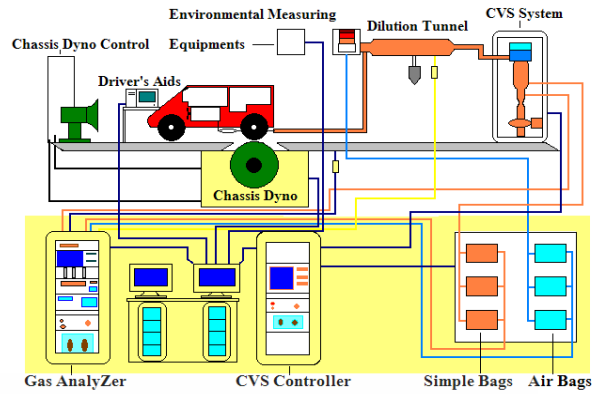 Environmental Measuring
Equipments
Dilution Tunnel
CVS System
Chassis Dyno Control
Driver's Aids
Chassis Dyno
Gas AnalyZer
CVS Controller
Simple Bags
Air Bags